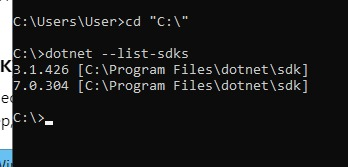 C:\Users\User>cd "C:\"
C:\>dotnet --list-sdks
3.1.426 [C:\Program Files\dotnet\sdk]
7.0.304 [C:\Program Files\dotnet\sdk]
C:\>